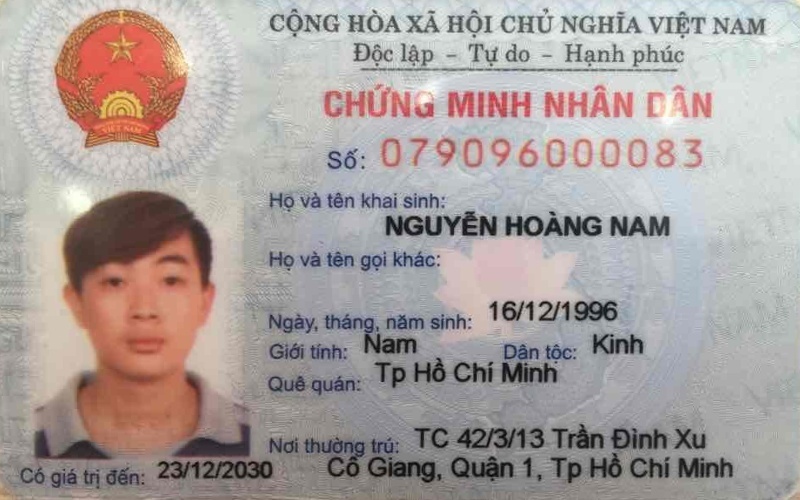 CỘNG HÒA XÃ HỘI CHỦ NGHĨA VIỆT NAM
Độc lập - Tự do - Hạnh phúc
CHỨNG MINH NHÂN DÂN
Số: 079096000083
Họ và tên khai sinh:
NGUYỄN HOÀNG NAM
Họ và tên gọi khác:
Ngày, tháng, năm sinh: 16/12/1996
Giới tính: Nam Dân tộc: Kinh
Quê quán: Tp Hồ Chí Minh
Nơi thường trú: TC 42/3/13 Trần Đình Xu
Cô Giang, Quận 1, Tp Hồ Chí Minh
Có giá trị đến: 23/12/2030
VIỆT NAM